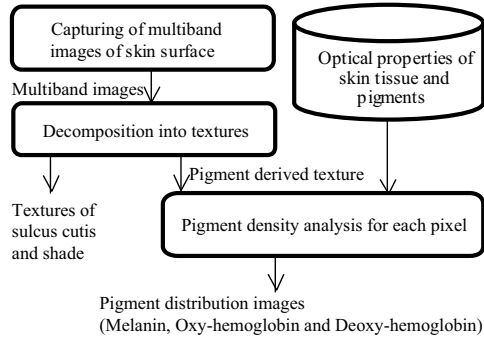 Capturing of multiband
images of skin surface
Optical properties of
skin tissue and
pigments
Multiband images
Decomposition into textures
Pigment derived texture
Textures of
sulcus cutis
and shade
Pigment density analysis for each pixel
Pigment distribution images
(Melanin, Oxy-hemoglobin and Deoxy-hemoglobin)